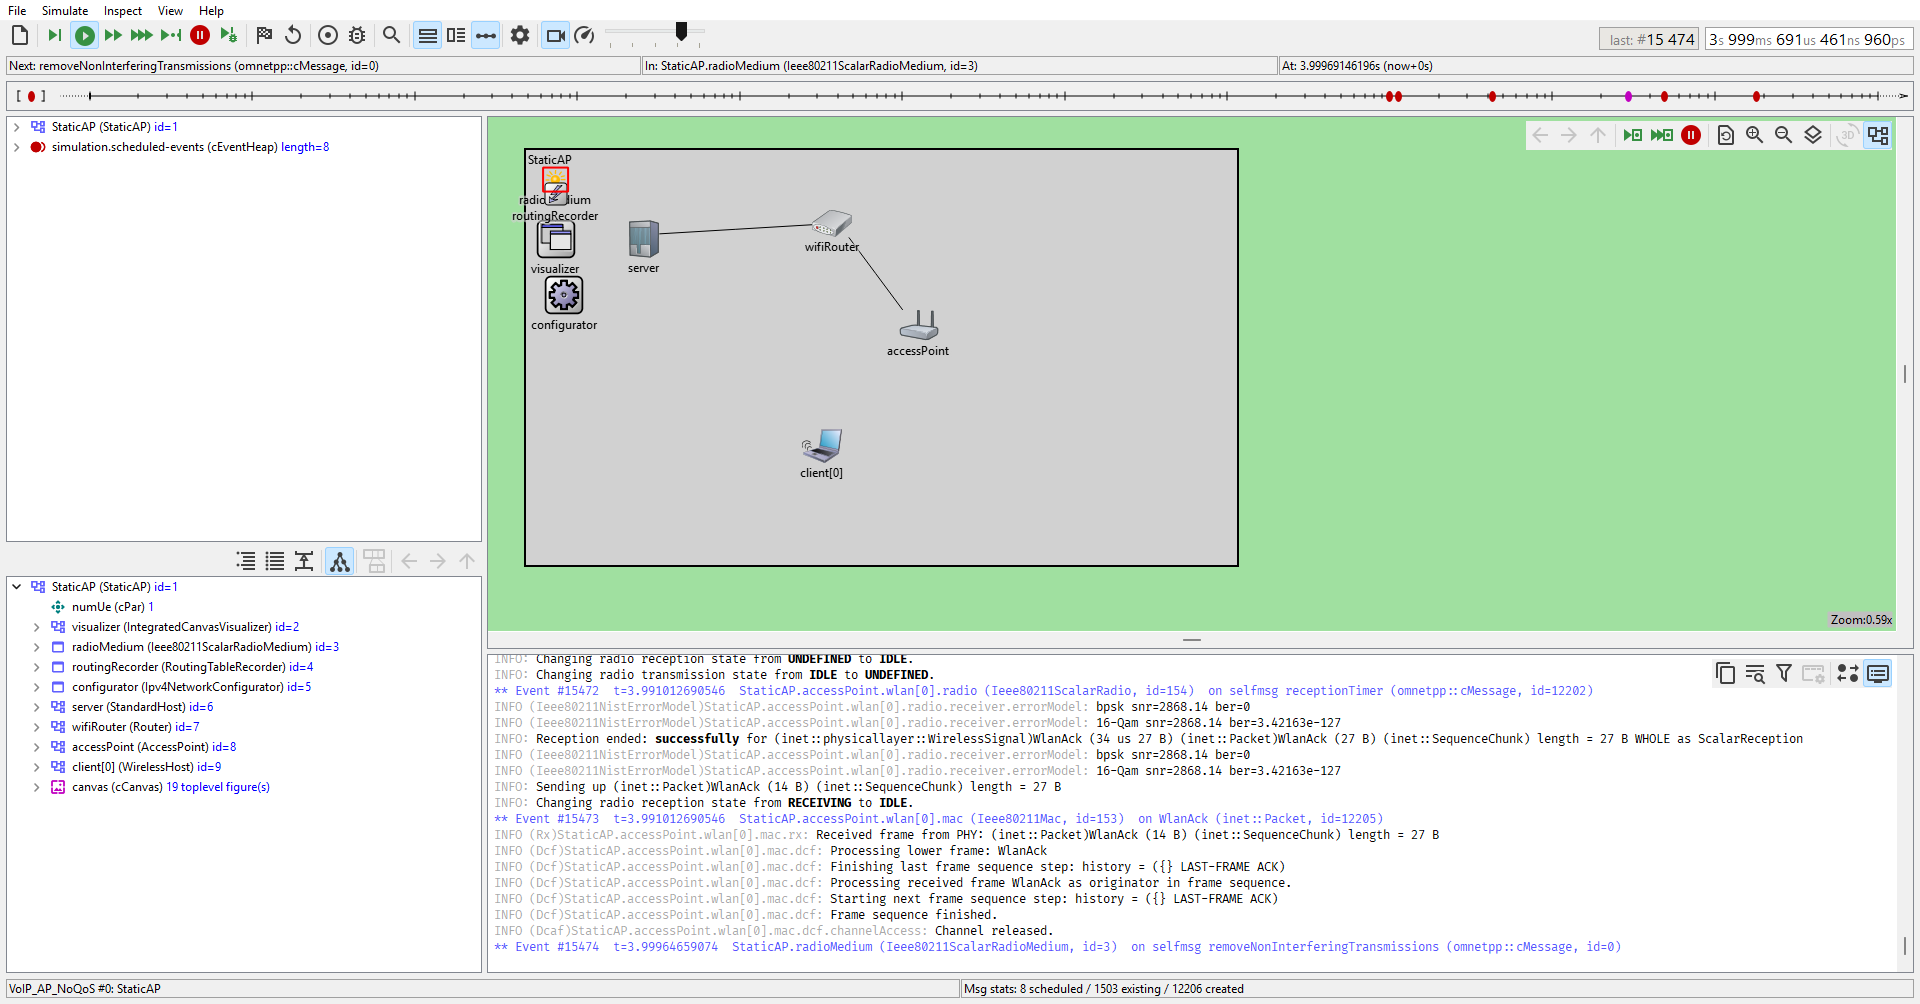 File Simulate Inspect View Help
last: #15 474
3s 999ms 691us 461ns 960ps
Next: removeNonInterferingTransmissions (omnetpp::cMessage, id=0)
In: StaticAP.radioMedium (Ieee80211ScalarRadioMedium, id=3)
At: 3.99969146196s (now+0s)
StaticAP (StaticAP) id=1
simulation.scheduled-events (cEventHeap) length=8
StaticAP (StaticAP) id=1
numUe (cPar) 1
visualizer (IntegratedCanvasVisualizer) id=2
radioMedium (Ieee80211ScalarRadioMedium) id=3
routingRecorder (RoutingTableRecorder) id=4
configurator (Ipv4NetworkConfigurator) id=5
server (StandardHost) id=6
wifiRouter (Router) id=7
accessPoint (AccessPoint) id=8
client[0] (WirelessHost) id=9
canvas (cCanvas) 19 toplevel figure(s)
3D
StaticAP
radioMedium
routingRecorder
visualizer
configurator
server
wifiRouter
accessPoint
client[0]
Zoom:0.59x
INFO: Changing radio reception state from UNDEFINED to IDLE.
INFO: Changing radio transmission state from IDLE to UNDEFINED.
** Event #15472 t=3.991012690546 StaticAP.accessPoint.wlan[0].radio (Ieee80211ScalarRadio, id=154) on selfmsg receptionTimer (omnetpp::cMessage, id=12202)
INFO (Ieee80211NistErrorModel)StaticAP.accessPoint.wlan[0].radio.receiver.errorModel: bpsk snr=2868.14 ber=0
INFO (Ieee80211NistErrorModel)StaticAP.accessPoint.wlan[0].radio.receiver.errorModel: 16-Qam snr=2868.14 ber=3.42163e-127
INFO: Reception ended: successfully for (inet::physicallayer::WirelessSignal)WlanAck (34 us 27 B) (inet::Packet)WlanAck (27 B) (inet::SequenceChunk) length = 27 B WHOLE as ScalarReception
INFO (Ieee80211NistErrorModel)StaticAP.accessPoint.wlan[0].radio.receiver.errorModel: bpsk snr=2868.14 ber=0
INFO (Ieee80211NistErrorModel)StaticAP.accessPoint.wlan[0].radio.receiver.errorModel: 16-Qam snr=2868.14 ber=3.42163e-127
INFO: Sending up (inet::Packet)WlanAck (14 B) (inet::SequenceChunk) length = 27 B
INFO: Changing radio reception state from RECEIVING to IDLE.
** Event #15473 t=3.991012690546 StaticAP.accessPoint.wlan[0].mac (Ieee80211Mac, id=153) on WlanAck (inet::Packet, id=12205)
INFO (Rx)StaticAP.accessPoint.wlan[0].mac.rx: Received frame from PHY: (inet::Packet)WlanAck (14 B) (inet::SequenceChunk) length = 27 B
INFO (Dcf)StaticAP.accessPoint.wlan[0].mac.dcf: Processing lower frame: WlanAck
INFO (Dcf)StaticAP.accessPoint.wlan[0].mac.dcf: Finishing last frame sequence step: history = ({} LAST-FRAME ACK)
INFO (Dcf)StaticAP.accessPoint.wlan[0].mac.dcf: Processing received frame WlanAck as originator in frame sequence.
INFO (Dcf)StaticAP.accessPoint.wlan[0].mac.dcf: Starting next frame sequence step: history = ({} LAST-FRAME ACK)
INFO (Dcf)StaticAP.accessPoint.wlan[0].mac.dcf: Frame sequence finished.
INFO (Dcaf)StaticAP.accessPoint.wlan[0].mac.dcf.channelAccess: Channel released.
** Event #15474 t=3.99964659074 StaticAP.radioMedium (Ieee80211ScalarRadioMedium, id=3) on selfmsg removeNonInterferingTransmissions (omnetpp::cMessage, id=0)
VoIP_AP_NoQoS #0: StaticAP
Msg stats: 8 scheduled / 1503 existing / 12206 created